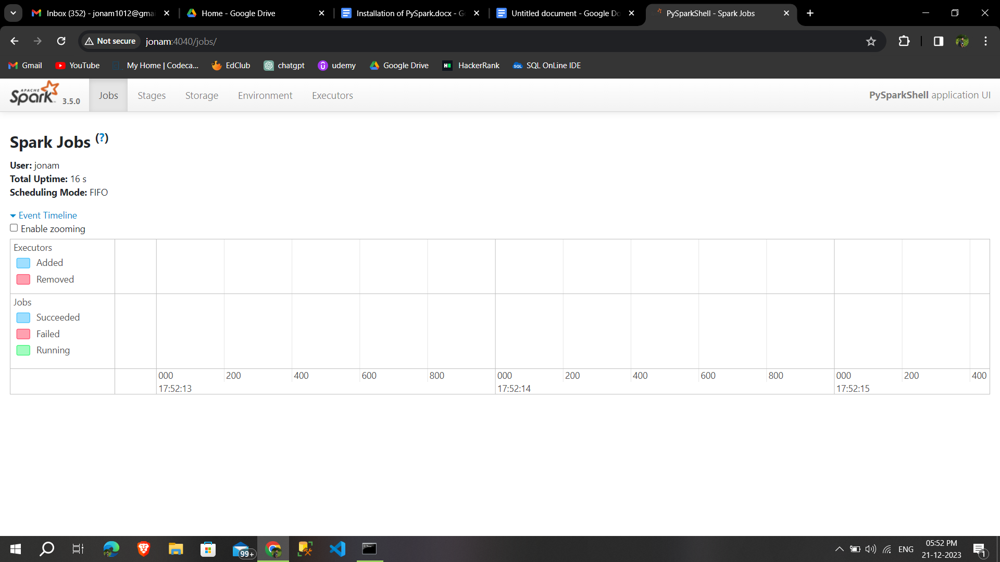 Inbox (352) - jonam1012@gmai
Home - Google Drive
Installation of PySpark.docx - G
Untitled document - Google Do
PySparkShell - Spark Jobs
Not secure
jonam:4040/jobs/
Gmail
YouTube
My Home | Codeca...
EdClub
chatgpt
udemy
Google Drive
HackerRank
SQL OnLine IDE
APACHE
Spark 3.5.0
Jobs
Stages
Storage
Environment
Executors
PySparkShell application UI
Spark Jobs (?)
User: jonam
Total Uptime: 16 s
Scheduling Mode: FIFO
Event Timeline
Enable zooming
Executors
Added
Removed
Jobs
Succeeded
Failed
Running
000 200 400 600 800 000 200 400 600 800 000 200 400
17:52:13 17:52:14 17:52:15
99+
ENG
05:52 PM
21-12-2023
1